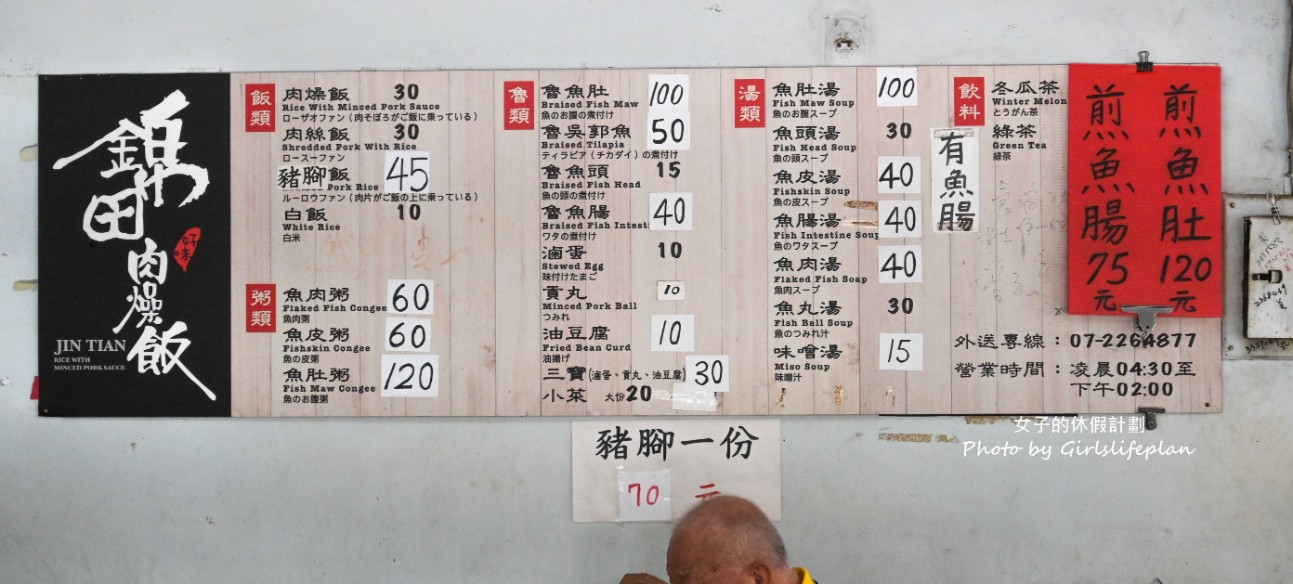 錦田
肉燥飯
好味
JIN TIAN
RICE WITH
MINCED PORK SAUCE
飯類
肉燥飯 30
Rice With Minced Pork Sauce
ローザオファン(肉そぼろがご飯に乗っている)
肉絲飯 30
Shredded Pork With Rice
ロースーファン
豬腳飯 45
Pork Rice
ルーロウファン(肉片がご飯の上に乗っている)
白飯 10
White Rice
白米
粥類
魚肉粥 60
Flaked Fish Congee
魚肉粥
魚皮粥 60
Fishskin Congee
魚の皮粥
魚肚粥 120
Fish Maw Congee
魚のお腹粥
魯類
魯魚肚 100
Braised Fish Maw
魚のお腹の煮付け
魯吳郭魚 50
Braised Tilapia
ティラピア(チカダイ)の煮付け
魯魚頭 15
Braised Fish Head
魚の頭の煮付け
魯魚腸 40
Braised Fish Intesti
ワタの煮付け
滷蛋 10
Stewed Egg
味付けたまご
貢丸 10
Minced Pork Ball
つみれ
油豆腐 10
Fried Bean Curd
油揚げ
三寶(滷蛋、貢丸、油豆腐) 30
小菜 大份20
湯類
魚肚湯 100
Fish Maw Soup
魚のお腹スープ
魚頭湯 30
Fish Head Soup
魚の頭スープ
魚皮湯 40
Fishskin Soup
魚の皮スープ
魚腸湯 40
Fish Intestine Soup
魚のワタスープ
魚肉湯 40
Flaked Fish Soup
魚肉スープ
魚丸湯 30
Fish Ball Soup
魚のつみれ汁
味噌湯 15
Miso Soup
味噌汁
飲料
冬瓜茶
Winter Melon
とうがん茶
綠茶
Green Tea
緑茶
有魚腸
煎魚腸75元
煎魚肚120元
外送專線：07-2264877
營業時間：凌晨04:30至
下午02:00
豬腳一份
70 元
女子的休假計劃
Photo by Girlslifeplan